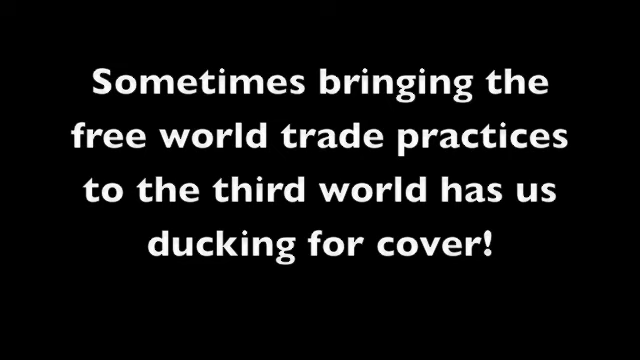 Sometimes bringing the
free world trade practices
to the third world has us
ducking for cover!